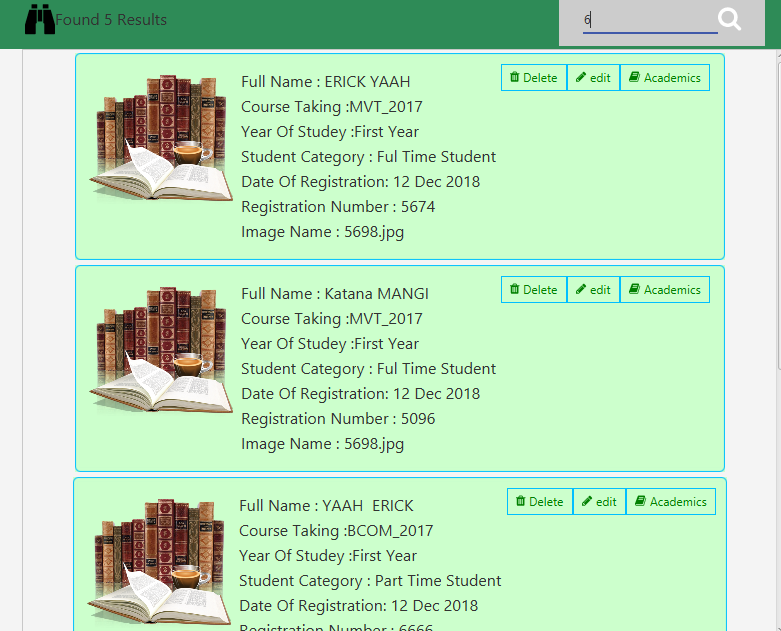 Found 5 Results
6
Full Name : ERICK YAAH
Delete edit Academics
Course Taking :MVT_2017
Year Of Studey :First Year
Student Category : Ful Time Student
Date Of Registration: 12 Dec 2018
Registration Number : 5674
Image Name : 5698.jpg
Full Name : Katana MANGI
Delete edit Academics
Course Taking :MVT_2017
Year Of Studey :First Year
Student Category : Ful Time Student
Date Of Registration: 12 Dec 2018
Registration Number : 5096
Image Name : 5698.jpg
Full Name : YAAH  ERICK
Delete edit Academics
Course Taking :BCOM_2017
Year Of Studey :First Year
Student Category : Part Time Student
Date Of Registration: 12 Dec 2018
Registration Number : 6666